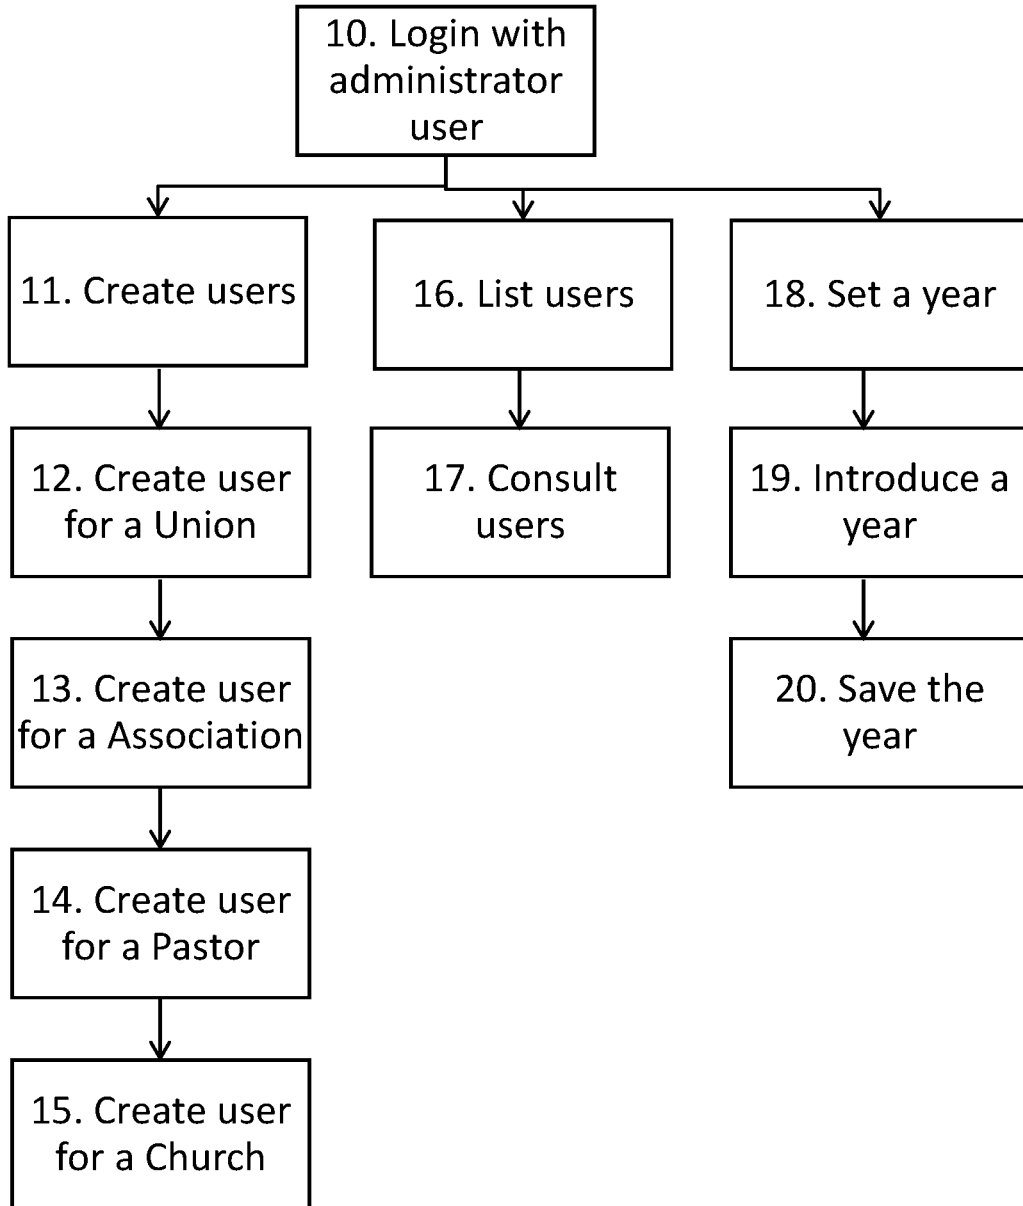 10. Login with
administrator
user
11. Create users
16. List users
18. Set a year
12. Create user
for a Union
17. Consult
users
19. Introduce a
year
13. Create user
for a Association
20. Save the
year
14. Create user
for a Pastor
15. Create user
for a Church